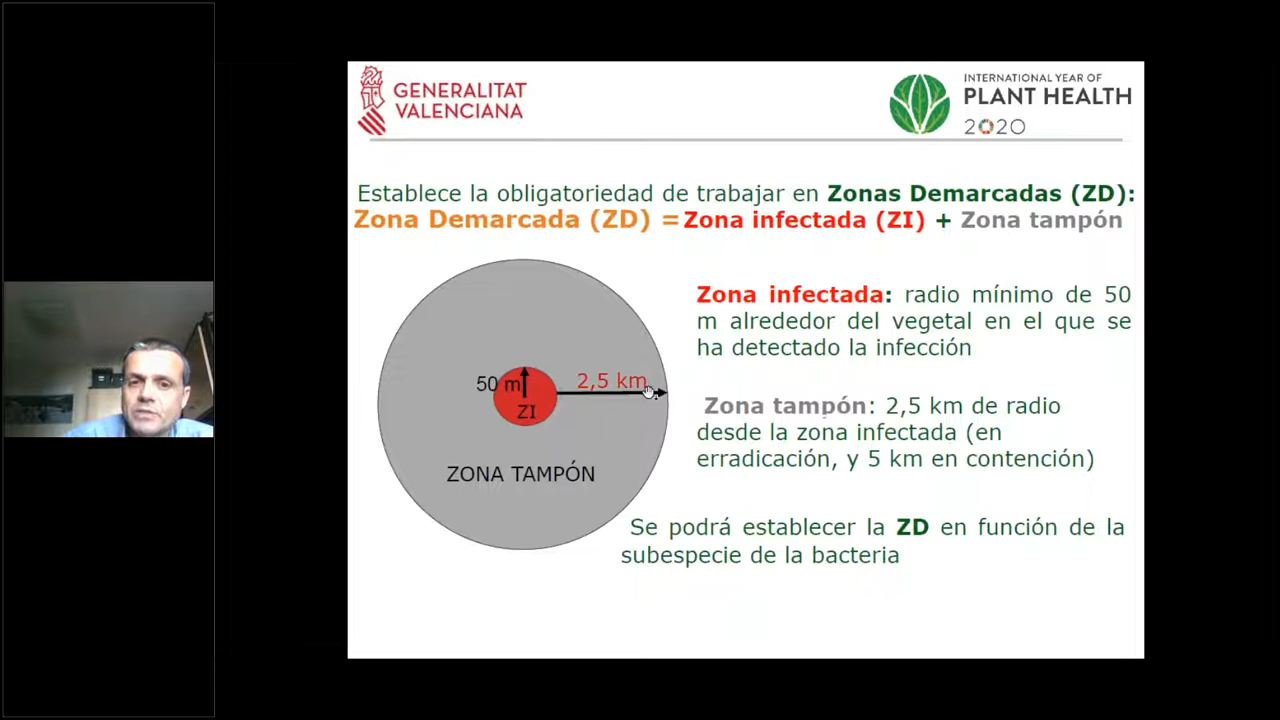 GENERALITAT
VALENCIANA
INTERNATIONAL YEAR OF
PLANT HEALTH
2020
Establece la obligatoriedad de trabajar en Zonas Demarcadas (ZD):
Zona Demarcada (ZD) = Zona infectada (ZI) + Zona tampón
Zona infectada: radio mínimo de 50
m alrededor del vegetal en el que se
ha detectado la infección
50 m
2,5 km
ZI
ZONA TAMPÓN
Zona tampón: 2,5 km de radio
desde la zona infectada (en
erradicación, y 5 km en contención)
Se podrá establecer la ZD en función de la
subespecie de la bacteria